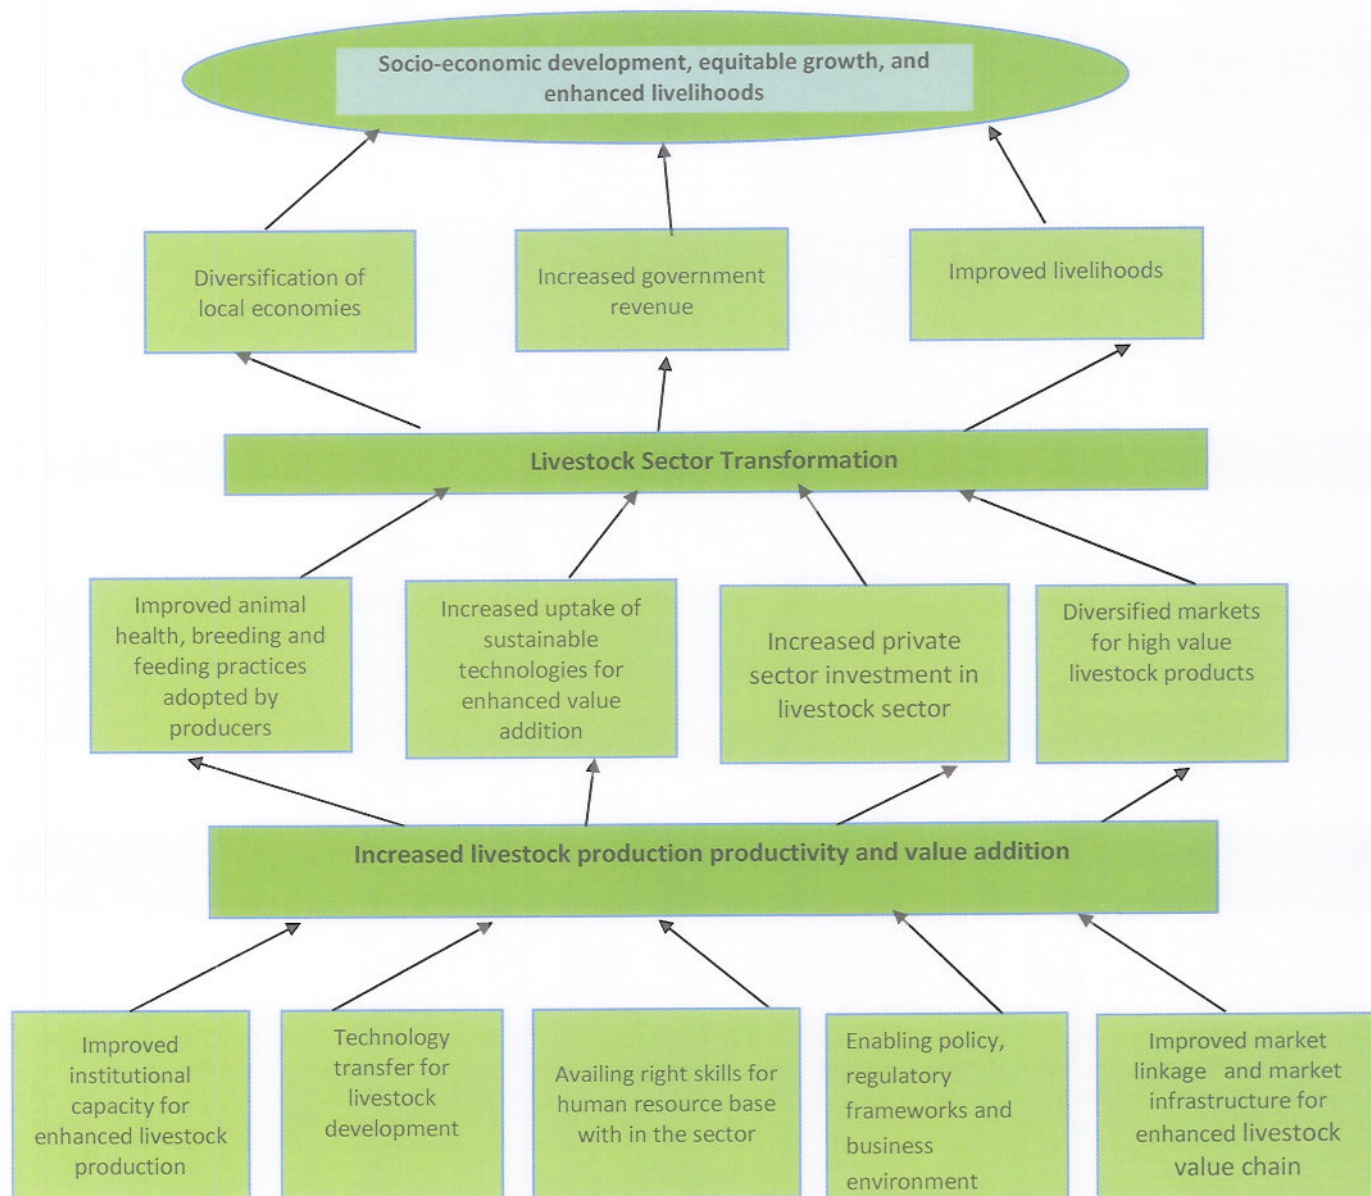 Socio-economic development, equitable growth, and
enhanced livelihoods
Diversification of
local economies
Increased government
revenue
Improved livelihoods
Livestock Sector Transformation
Improved animal
health, breeding and
feeding practices
adopted by
producers
Increased uptake of
sustainable
technologies for
enhanced value
addition
Increased private
sector investment in
livestock sector
Diversified markets
for high value
livestock products
Increased livestock production productivity and value addition
Improved
institutional
capacity for
enhanced livestock
production
Technology
transfer for
livestock
development
Availing right skills for
human resource base
with in the sector
Enabling policy,
regulatory
frameworks and
business
environment
Improved market
linkage and market
infrastructure for
enhanced livestock
value chain